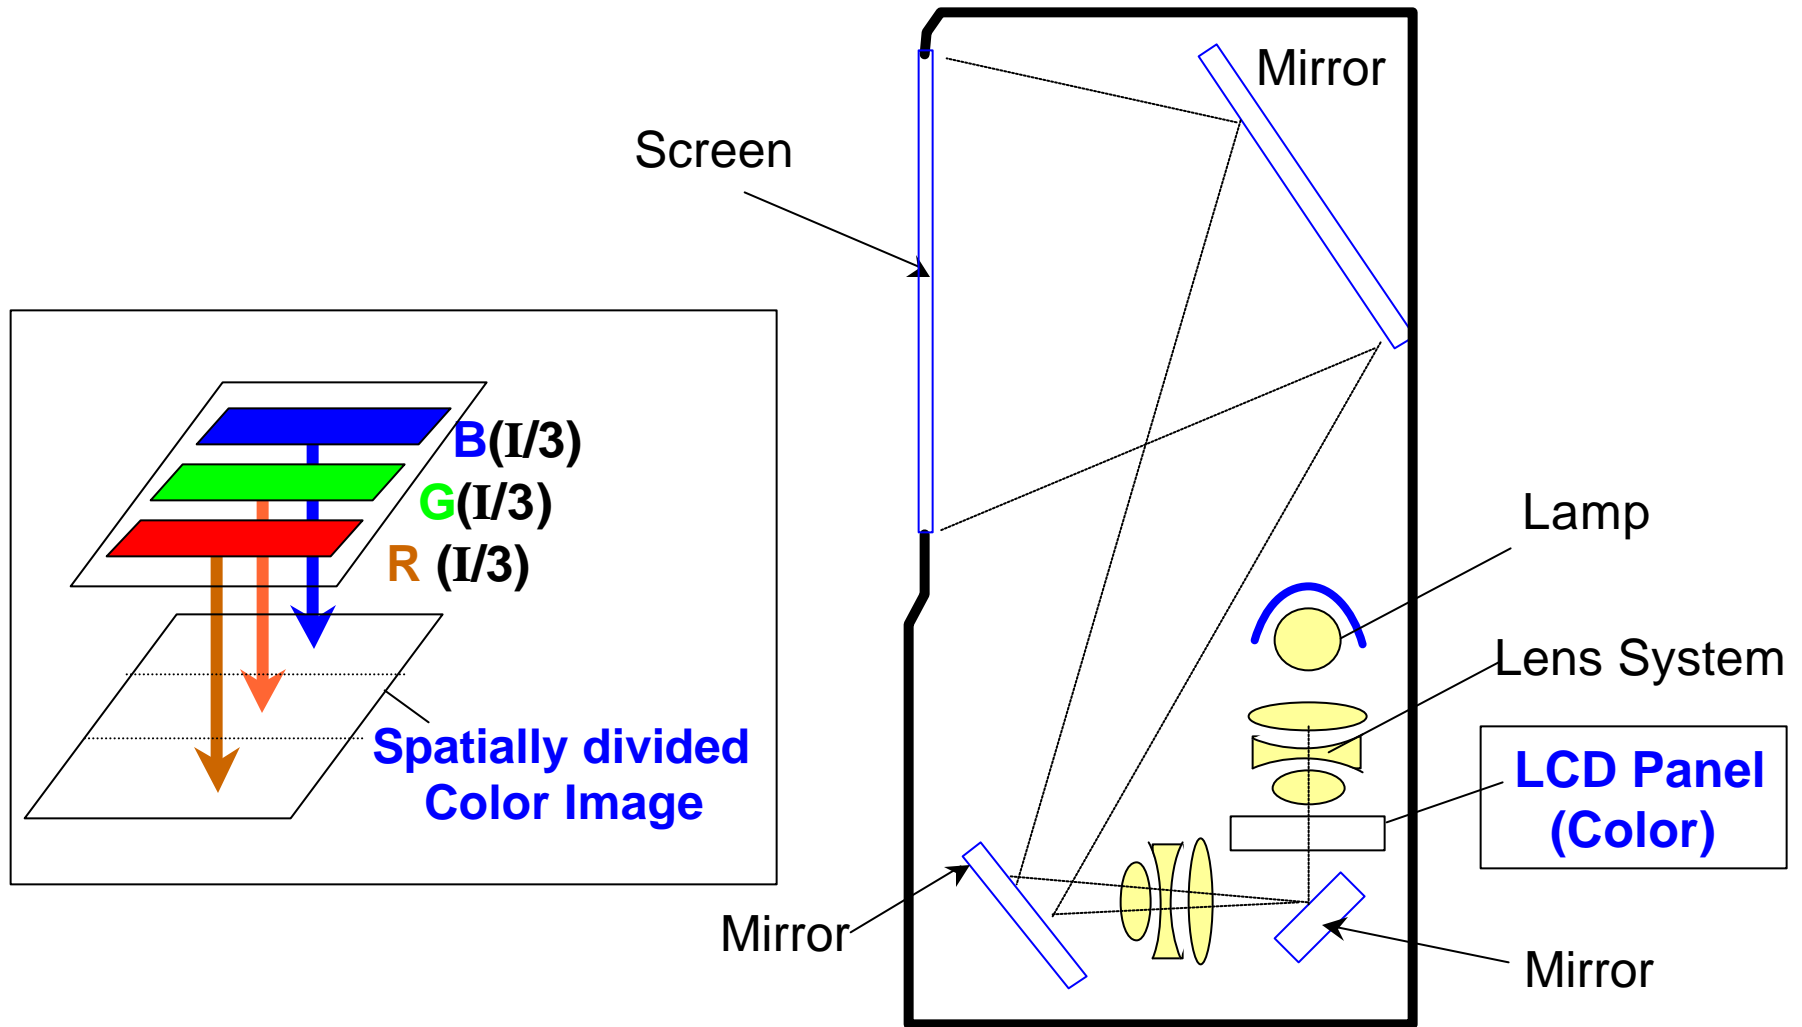 Mirror
Screen
B(I/3)
G(I/3)
R (I/3)
Lamp
Lens System
Spatially divided
Color Image
LCD Panel
(Color)
Mirror
Mirror